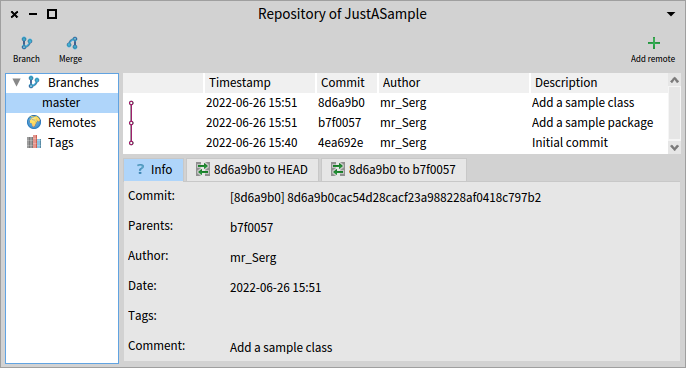 Repository of JustASample
Branch Merge Add remote
Branches
master
Remotes
Tags
Timestamp Commit Author Description
2022-06-26 15:51 8d6a9b0 mr_Serg Add a sample class
2022-06-26 15:51 b7f0057 mr_Serg Add a sample package
2022-06-26 15:40 4ea692e mr_Serg Initial commit
? Info 8d6a9b0 to HEAD 8d6a9b0 to b7f0057
Commit: [8d6a9b0] 8d6a9b0cac54d28cacf23a988228af0418c797b2
Parents: b7f0057
Author: mr_Serg
Date: 2022-06-26 15:51
Tags:
Comment: Add a sample class